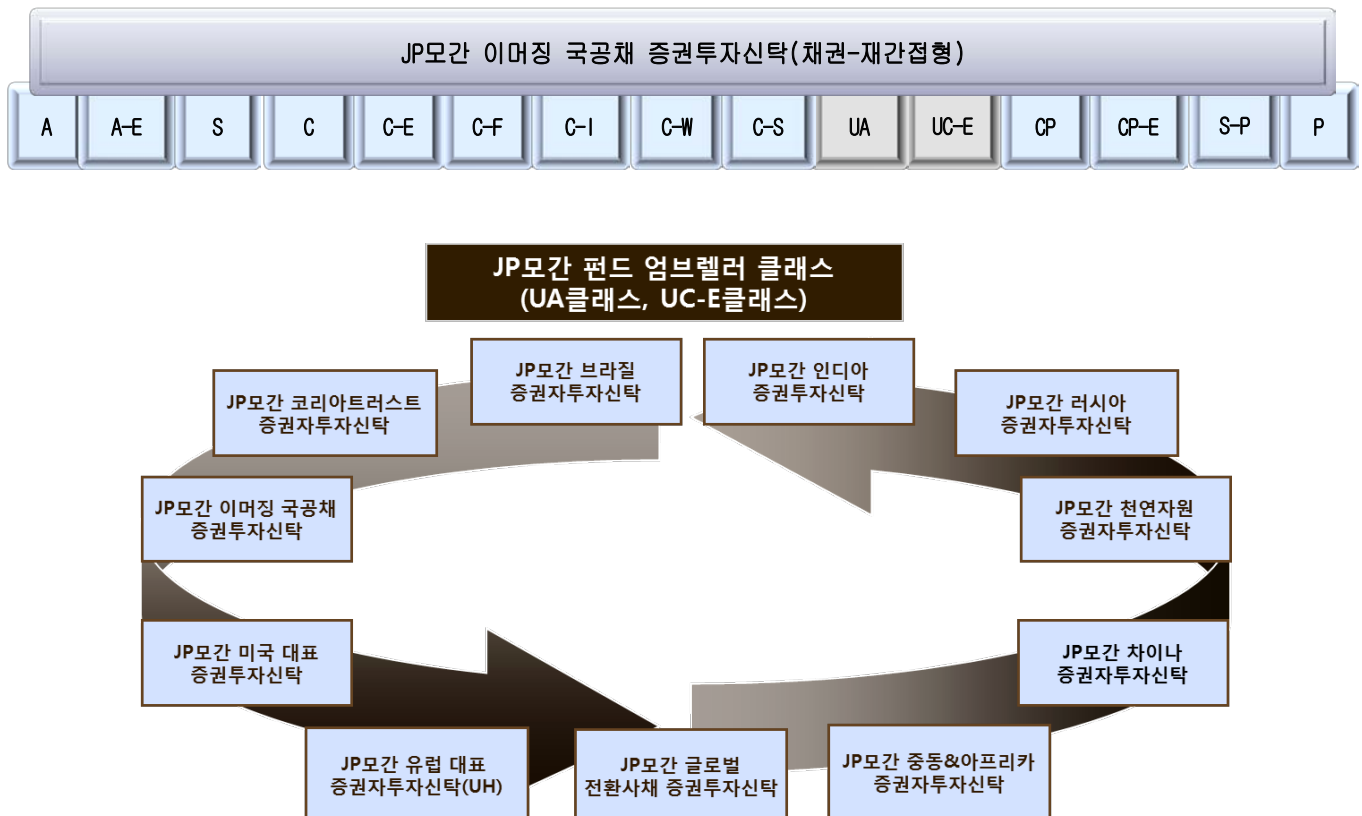 JP모간 이머징 국공채 증권투자신탁(채권-재간접형)
A A-E S C C-E C-F C-I C-W C-S UA UC-E CP CP-E S-P P
JP모간 펀드 엄브렐러 클래스
(UA클래스, UC-E클래스)
JP모간 브라질
증권자투자신탁
JP모간 인디아
증권투자신탁
JP모간 코리아트러스트
증권자투자신탁
JP모간 러시아
증권자투자신탁
JP모간 이머징 국공채
증권투자신탁
JP모간 천연자원
증권자투자신탁
JP모간 미국 대표
증권투자신탁
JP모간 차이나
증권자투자신탁
JP모간 유럽 대표
증권자투자신탁(UH)
JP모간 글로벌
전환사채 증권투자신탁
JP모간 중동&아프리카
증권자투자신탁